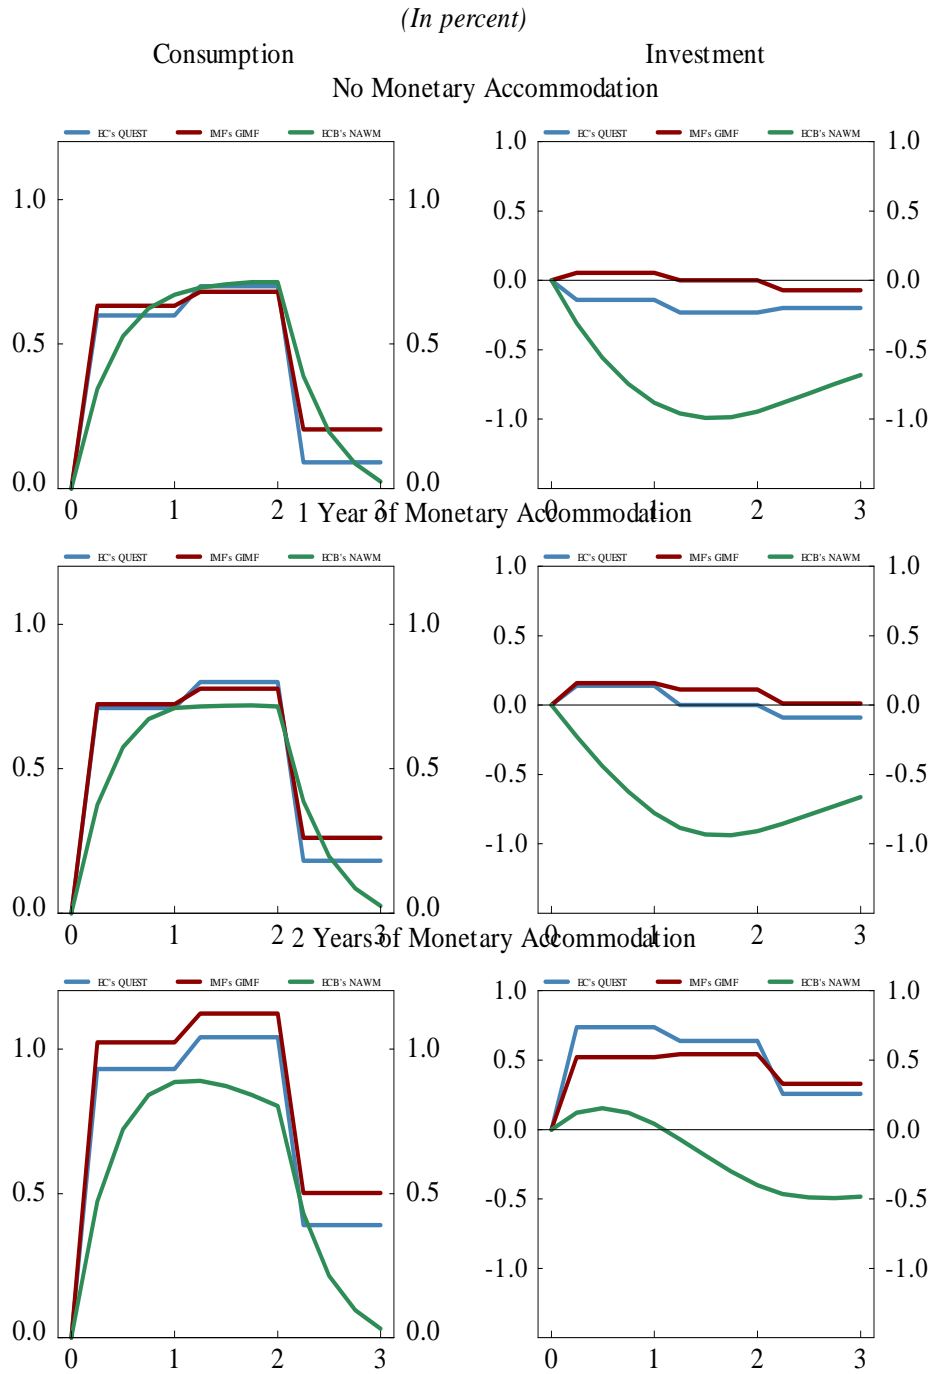 (In percent)
Consumption Investment
No Monetary Accommodation
EC's QUEST IMF's GIMF ECB's NAWM EC's QUEST IMF's GIMF ECB's NAWM
1.0 1.0
1.0 1.0
0.5 0.5
0.0 0.0
0.5 0.5
-0.5 -0.5
-1.0 -1.0
0.0 0.0
0 1 2 3 0 1 2 3
1 Year of Monetary Accommodation
EC's QUEST IMF's GIMF ECB's NAWM EC's QUEST IMF's GIMF ECB's NAWM
1.0 1.0
1.0 1.0
0.5 0.5
0.0 0.0
0.5 0.5
-0.5 -0.5
-1.0 -1.0
0.0 0.0
0 1 2 3 0 1 2 3
2 Years of Monetary Accommodation
EC's QUEST IMF's GIMF ECB's NAWM EC's QUEST IMF's GIMF ECB's NAWM
1.0 1.0
1.0 1.0
0.5 0.5
0.0 0.0
0.5 0.5
-0.5 -0.5
-1.0 -1.0
0.0 0.0
0 1 2 3 0 1 2 3